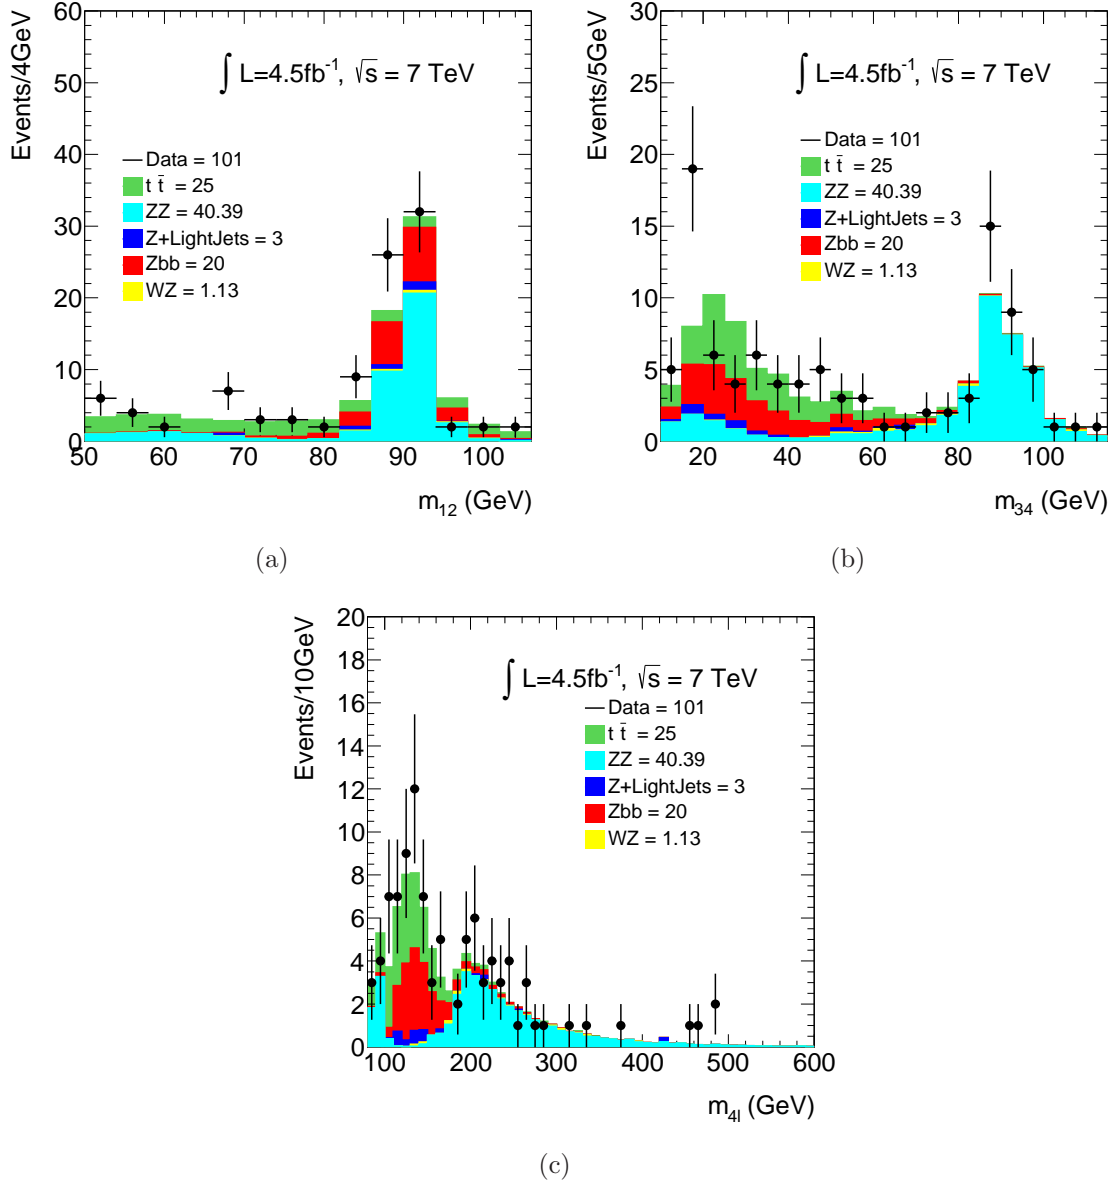 Events/4GeV
60
50
40
30
20
10
0
∫ L=4.5fb⁻¹, √s = 7 TeV
Data = 101
t t̄ = 25
ZZ = 40.39
Z+LightJets = 3
Zbb = 20
WZ = 1.13
50 60 70 80 90 100
m₁₂ (GeV)
(a)
Events/5GeV
30
25
20
15
10
5
0
∫ L=4.5fb⁻¹, √s = 7 TeV
Data = 101
t t̄ = 25
ZZ = 40.39
Z+LightJets = 3
Zbb = 20
WZ = 1.13
20 40 60 80 100
m₃₄ (GeV)
(b)
Events/10GeV
20
18
16
14
12
10
8
6
4
2
0
∫ L=4.5fb⁻¹, √s = 7 TeV
Data = 101
t t̄ = 25
ZZ = 40.39
Z+LightJets = 3
Zbb = 20
WZ = 1.13
100 200 300 400 500 600
m₄ₗ (GeV)
(c)